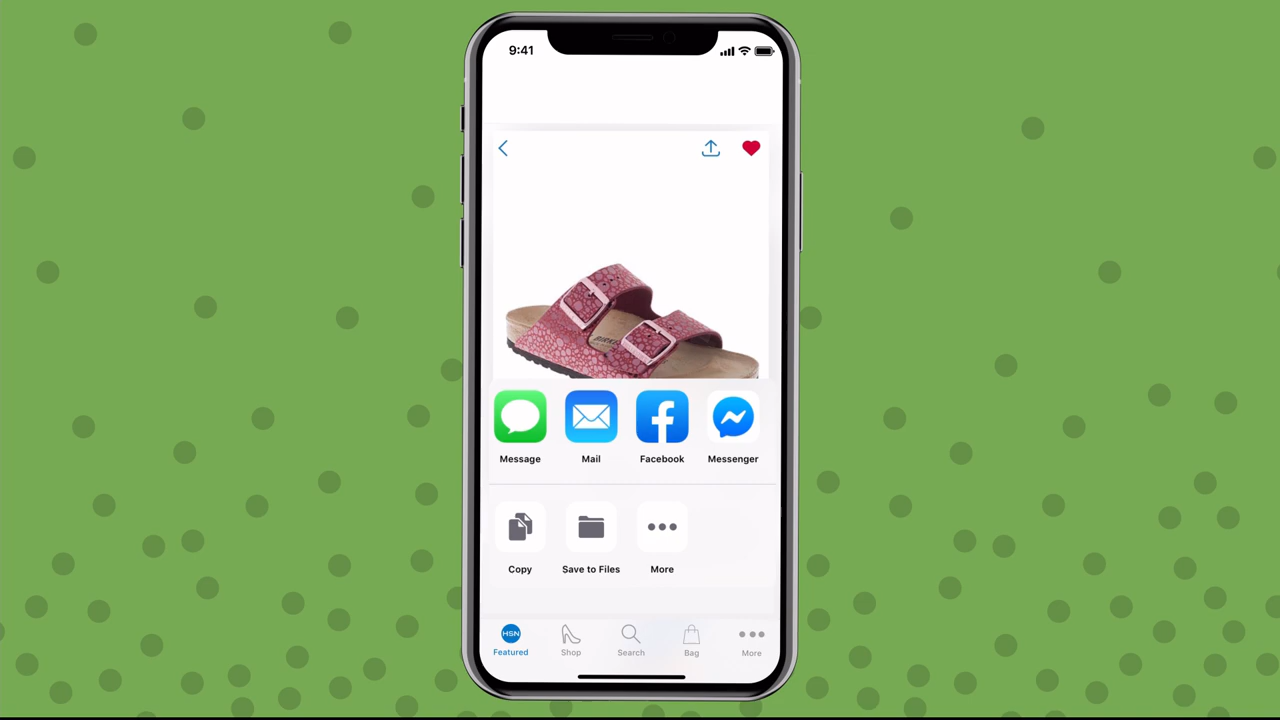 9:41
Message
Mail
Facebook
Messenger
Copy
Save to Files
More
HSN
Featured
Shop
Search
Bag
More